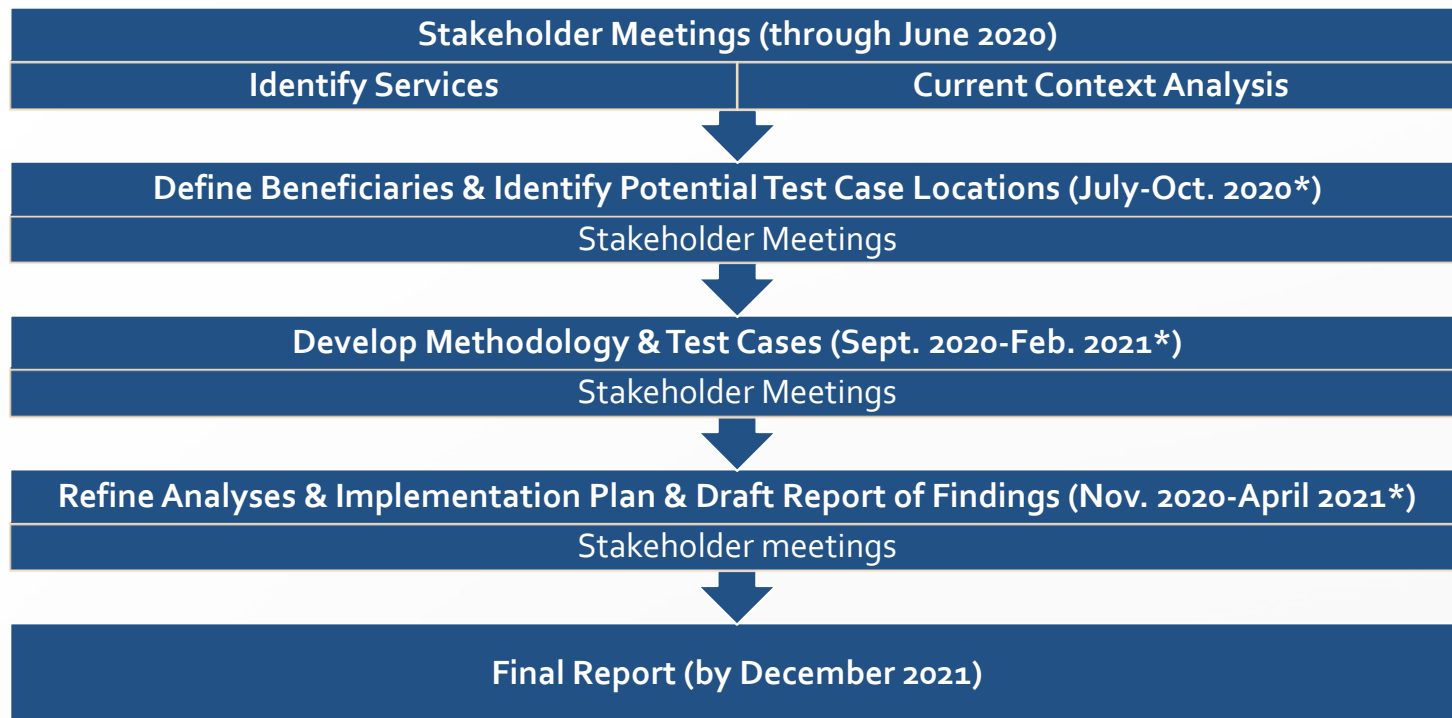 Stakeholder Meetings (through June 2020)
Identify Services
Current Context Analysis
Define Beneficiaries & Identify Potential Test Case Locations (July-Oct. 2020*)
Stakeholder Meetings
Develop Methodology & Test Cases (Sept. 2020-Feb. 2021*)
Stakeholder Meetings
Refine Analyses & Implementation Plan & Draft Report of Findings (Nov. 2020-April 2021*)
Stakeholder meetings
Final Report (by December 2021)